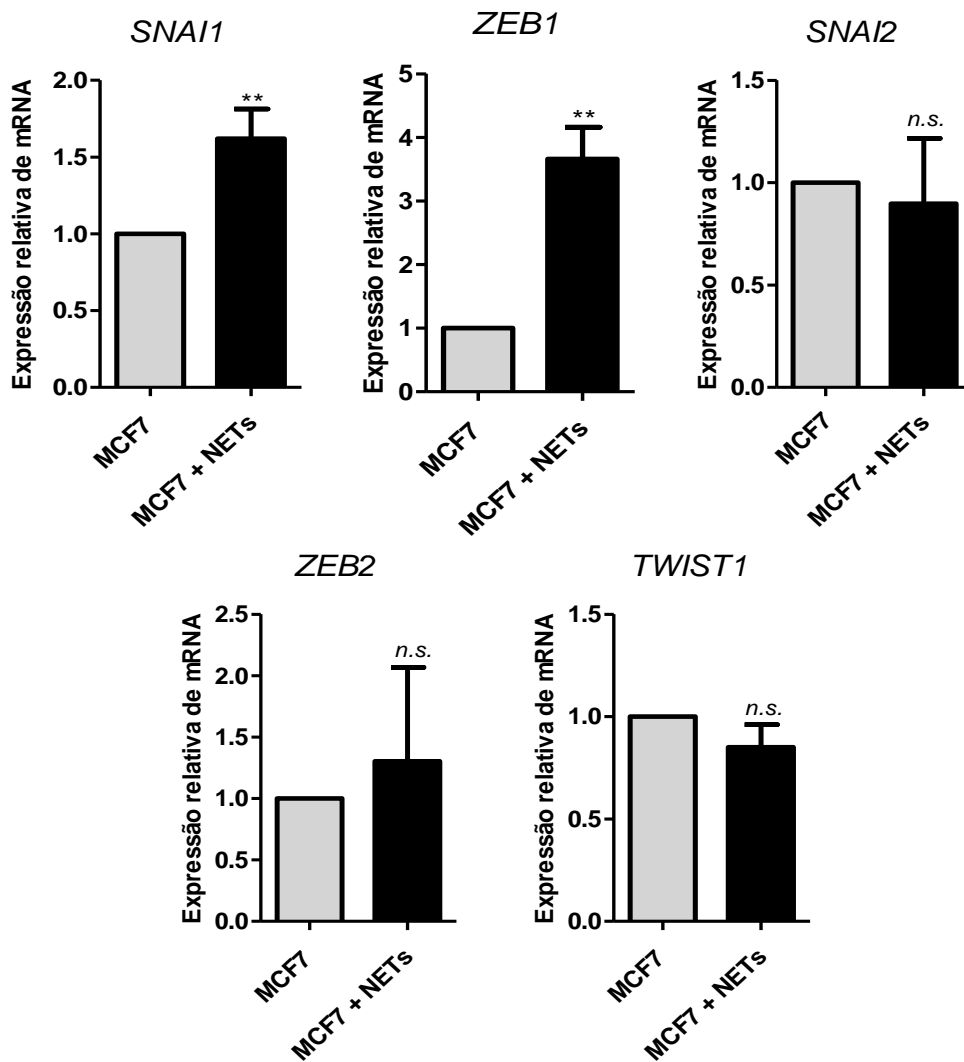 SNAI1
Expressão relativa de mRNA
2.0
1.5
1.0
0.5
0.0
**
MCF7
MCF7 + NETs
ZEB1
Expressão relativa de mRNA
5
4
3
2
1
0
**
MCF7
MCF7 + NETs
SNAI2
Expressão relativa de mRNA
1.5
1.0
0.5
0.0
n.s.
MCF7
MCF7 + NETs
ZEB2
Expressão relativa de mRNA
2.5
2.0
1.5
1.0
0.5
0.0
n.s.
MCF7
MCF7 + NETs
TWIST1
Expressão relativa de mRNA
1.5
1.0
0.5
0.0
n.s.
MCF7
MCF7 + NETs